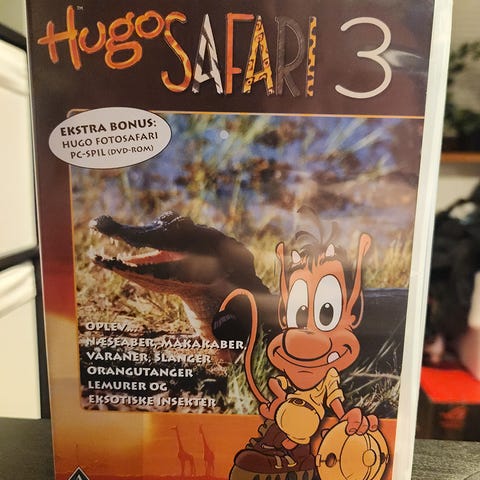 Hugo SAFARI 3
EKSTRA BONUS:
HUGO FOTOSAFARI
PC-SPIL (DVD-ROM)
OPLEV...
NÆSEABER, MAKAKABER,
VARANER, SLANGER
ORANGUTANGER
LEMURER OG
EKSOTISKE INSEKTER